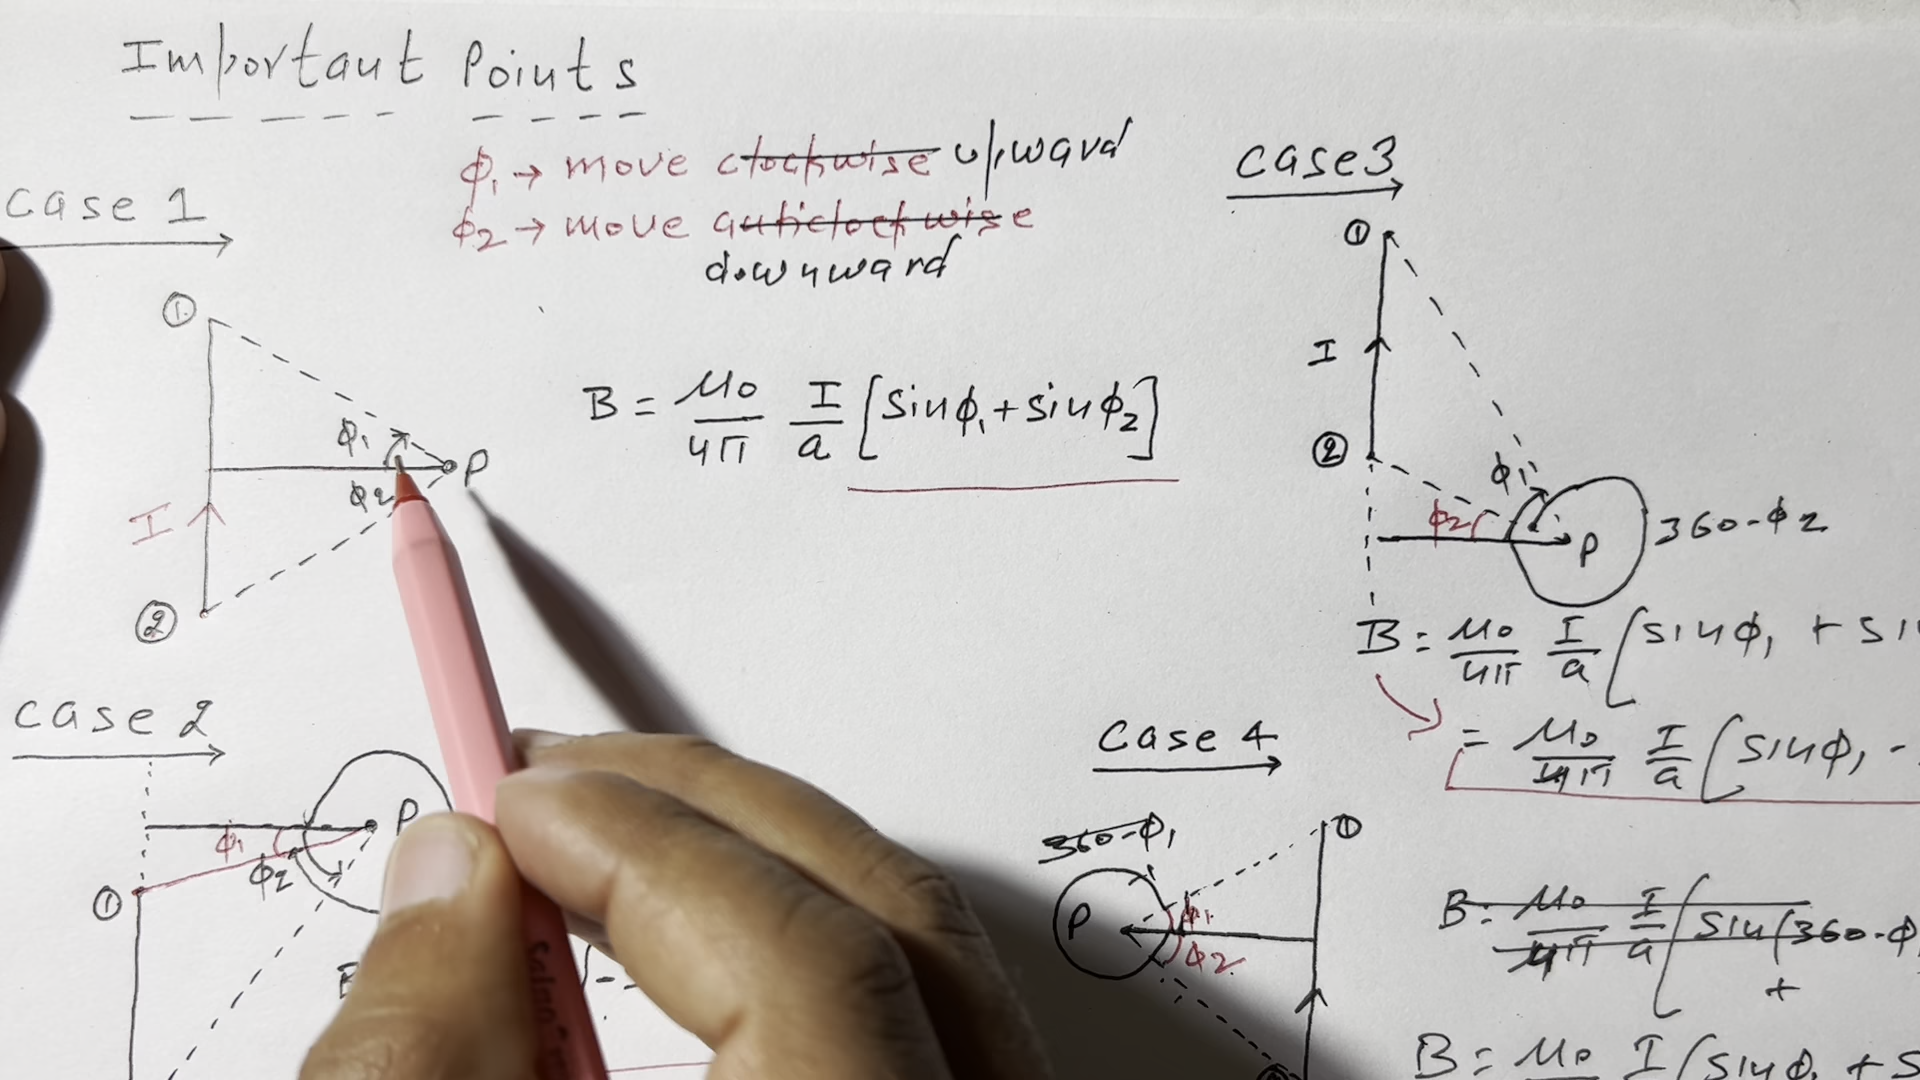 Important Points
φ₁ → move clockwise upward
φ₂ → move anticlockwise
downward
case 1
①
φ₁
P
φ₂
I
②
B = μ₀/4π I/a [sinφ₁ + sinφ₂]
case 3
①
I
②
φ₁
φ₂
P
360-φ₂
B = μ₀/4π I/a (sinφ₁ +
= μ₀/4π I/a (sinφ₁ -
case 2
P
φ₁
φ₂
①
case 4
360-φ₁
①
P
φ₁
φ₂
B = μ₀/4π I/a (sin(360-φ
+
B = μ₀ I (sinφ₁ +